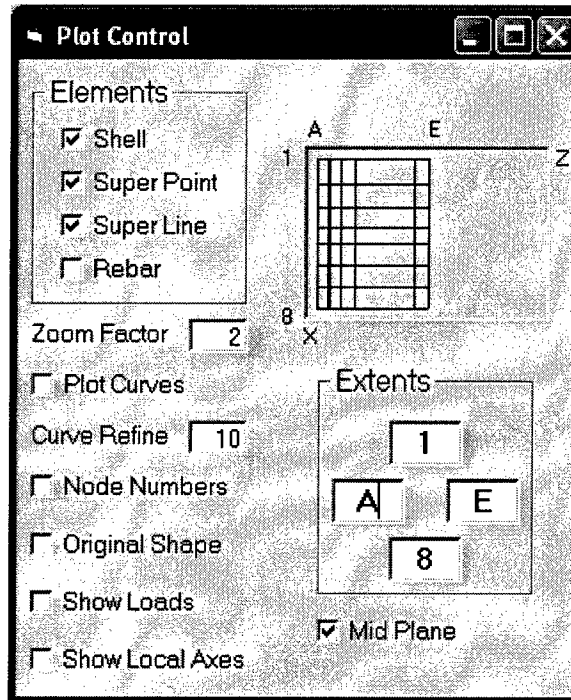 Plot Control
Elements
Shell
Super Point
Super Line
Rebar
Zoom Factor 2
Plot Curves
Curve Refine 10
Node Numbers
Original Shape
Show Loads
Show Local Axes
A E
1 Z
8
X
Extents
1
A E
8
Mid Plane